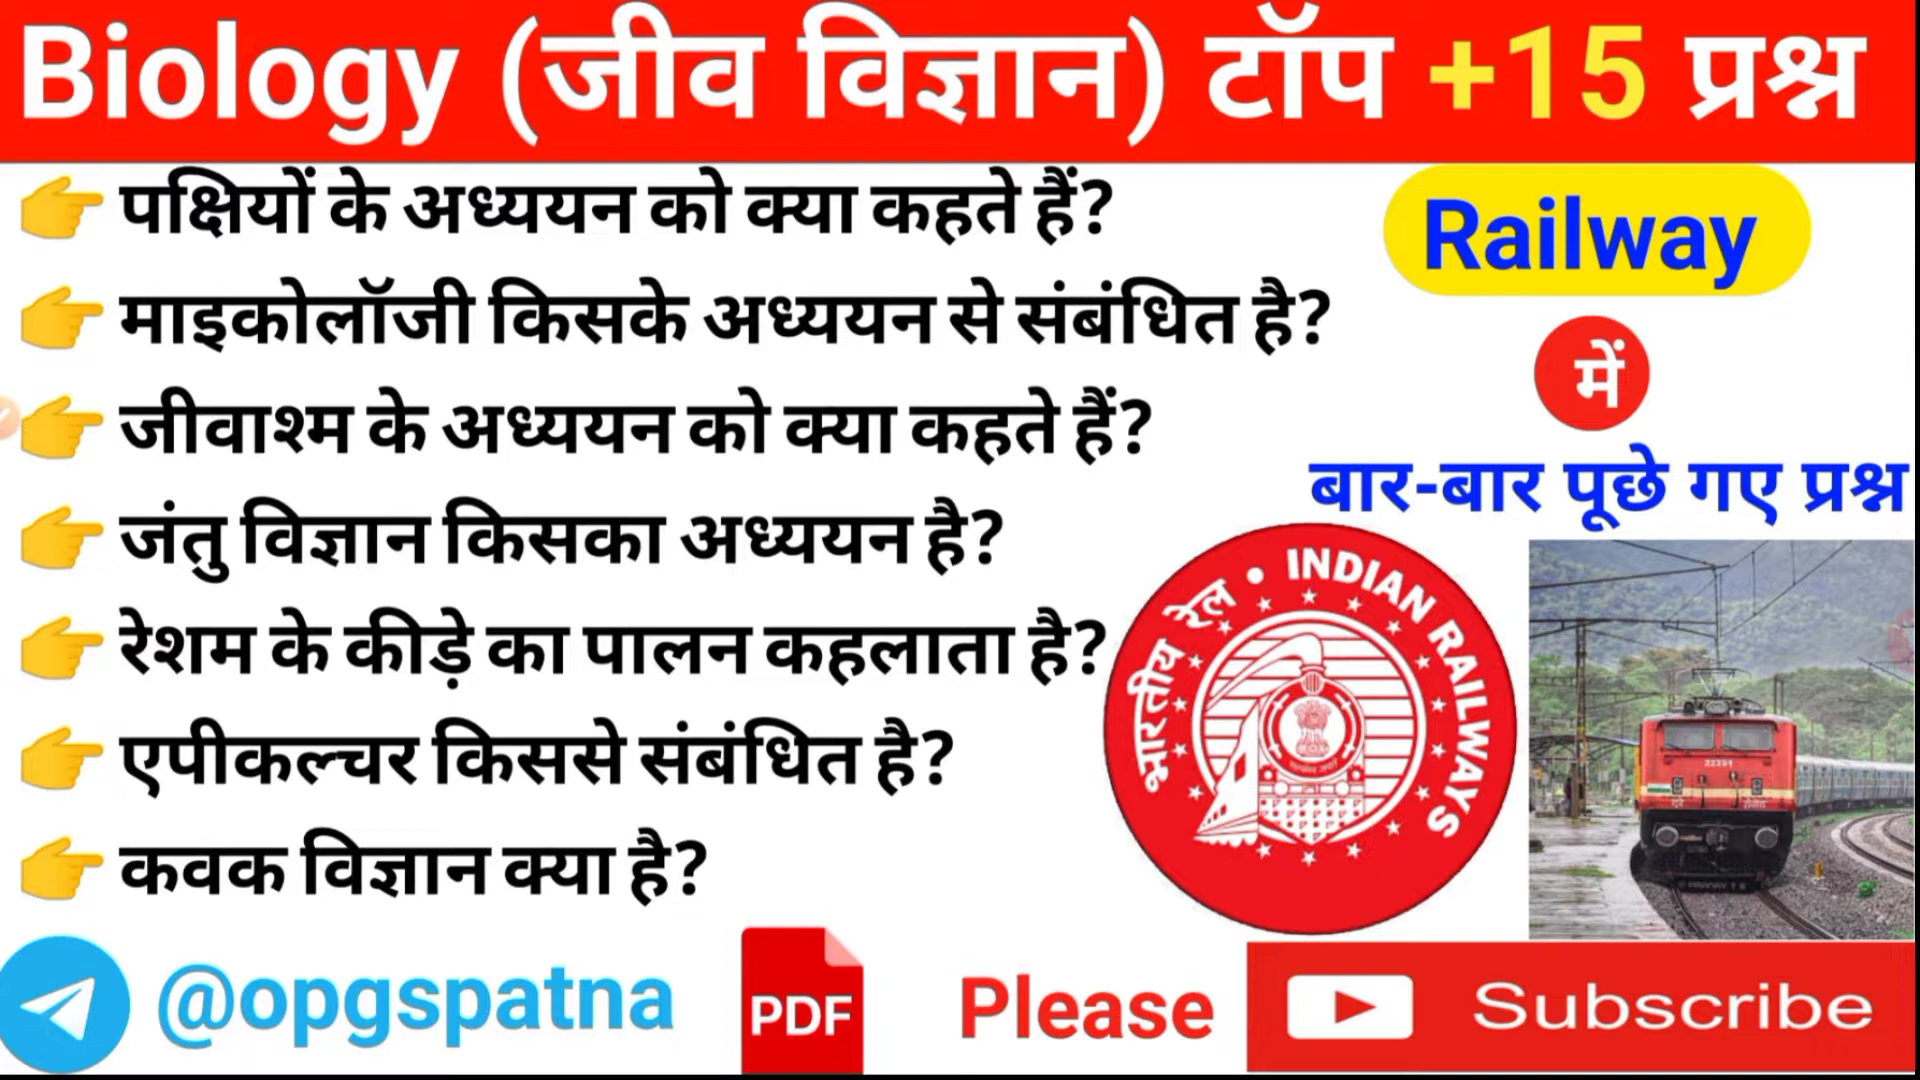 Biology (जीव विज्ञान) टॉप +15 प्रश्न
पक्षियों के अध्ययन को क्या कहते हैं?
माइकोलॉजी किसके अध्ययन से संबंधित है?
जीवाश्म के अध्ययन को क्या कहते हैं?
जंतु विज्ञान किसका अध्ययन है?
रेशम के कीड़े का पालन कहलाता है?
एपीकल्चर किससे संबंधित है?
कवक विज्ञान क्या है?
Railway
में
बार-बार पूछे गए प्रश्न
भारतीय रेल • INDIAN RAILWAYS
22391
@opgspatna
PDF
Please
Subscribe